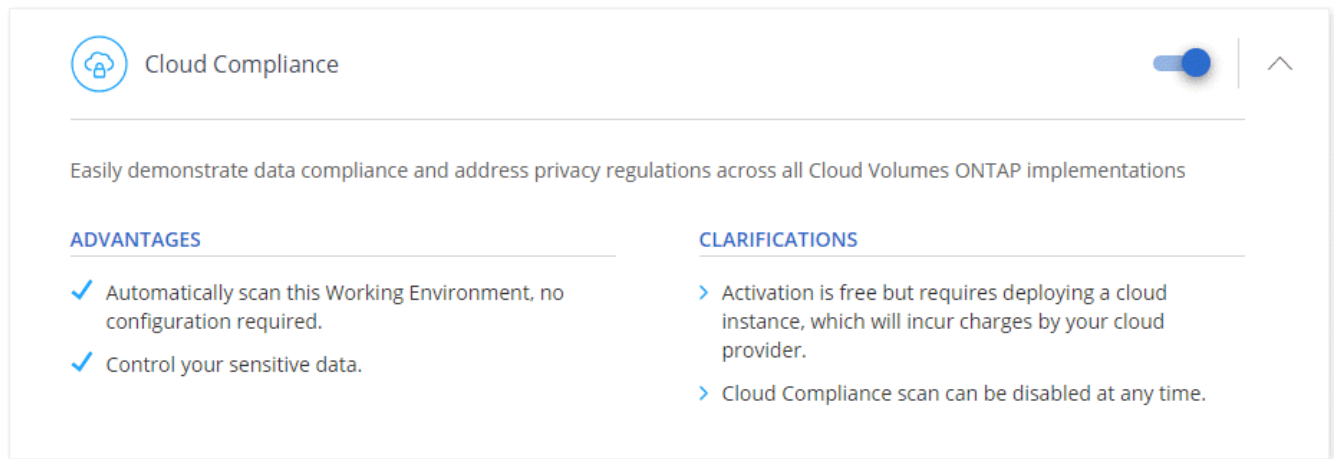 Cloud Compliance
Easily demonstrate data compliance and address privacy regulations across all Cloud Volumes ONTAP implementations
ADVANTAGES
Automatically scan this Working Environment, no
configuration required.
Control your sensitive data.
CLARIFICATIONS
Activation is free but requires deploying a cloud
instance, which will incur charges by your cloud
provider.
Cloud Compliance scan can be disabled at any time.